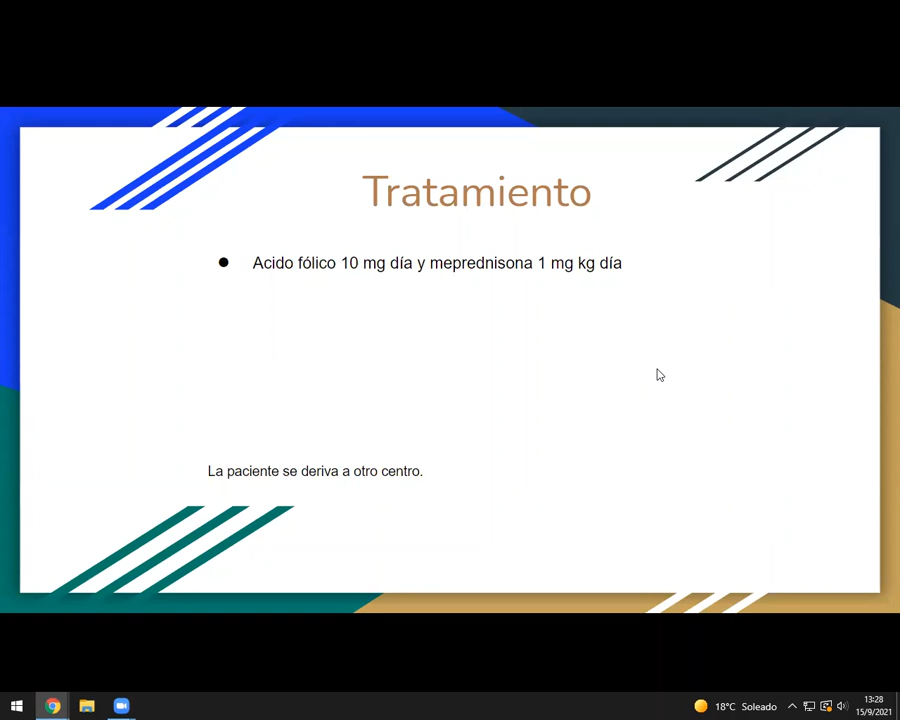 Tratamiento
● Acido fólico 10 mg día y meprednisona 1 mg kg día
La paciente se deriva a otro centro.
18°C Soleado
13:28
15/9/2021